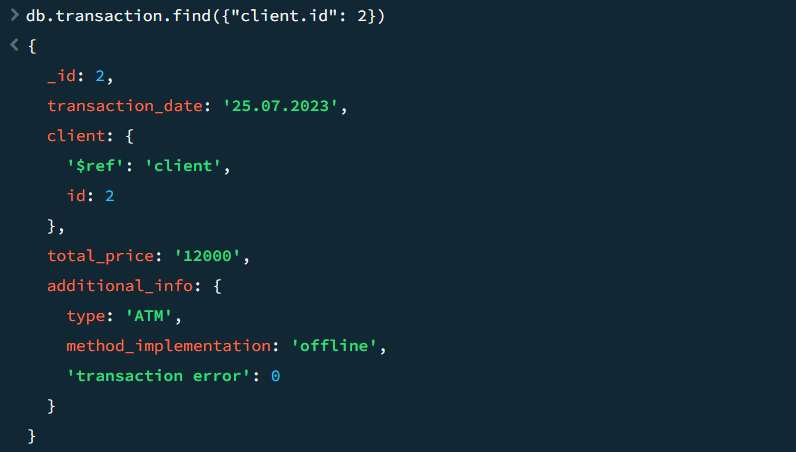 > db.transaction.find({"client.id": 2})
< {
_id: 2,
transaction_date: '25.07.2023',
client: {
'$ref': 'client',
id: 2
},
total_price: '12000',
additional_info: {
type: 'ATM',
method_implementation: 'offline',
'transaction error': 0
}
}